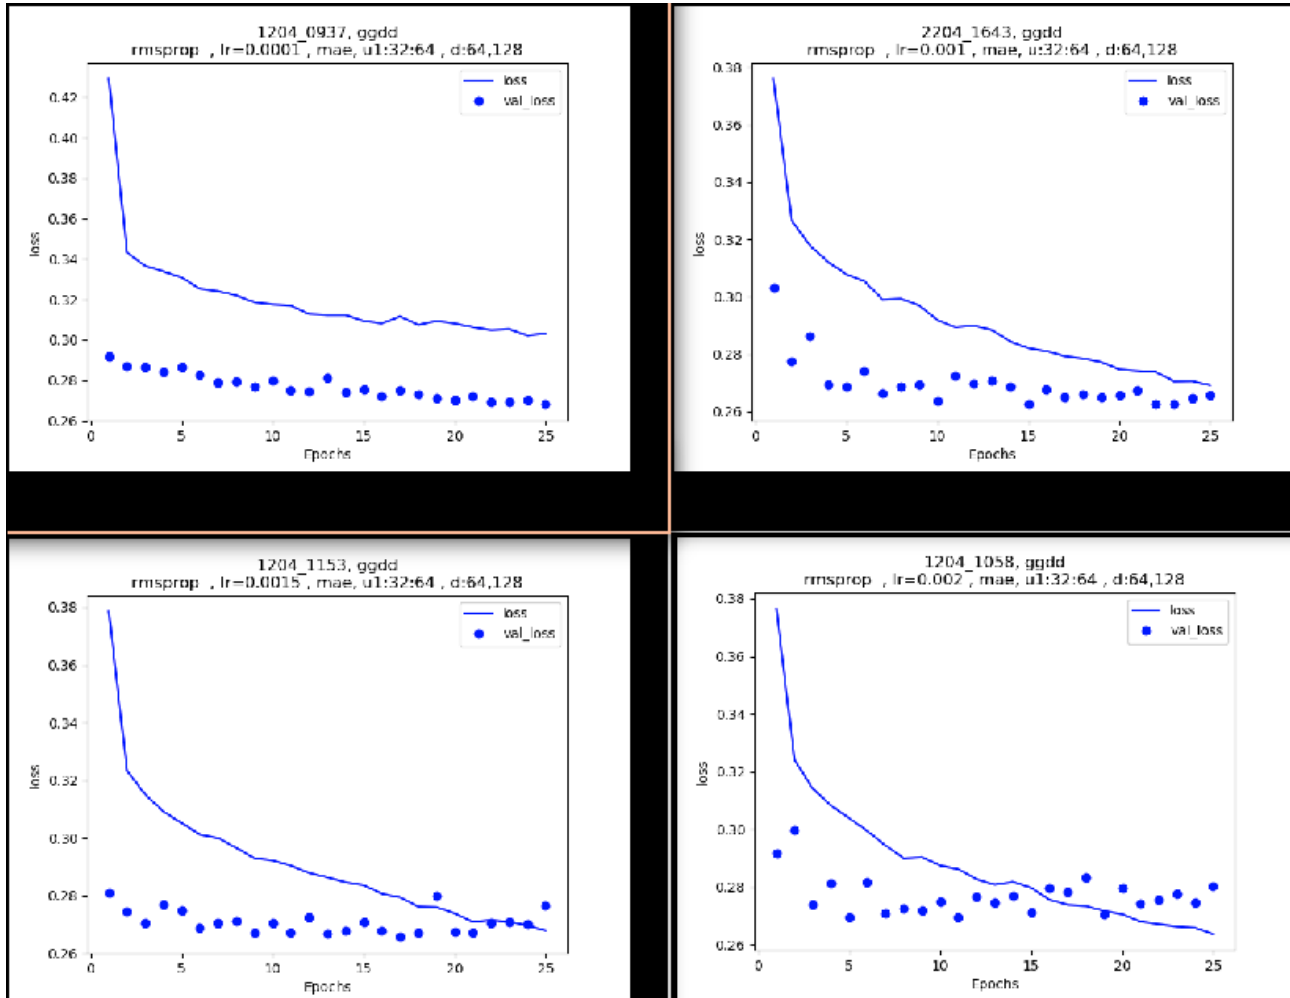 1204_0937, ggdd
rmsprop , lr=0.0001 , mae, u1:32:64 , d:64,128
loss
val_loss
0.42
0.40
0.38
0.36
0.34
0.32
0.30
0.28
0.26
loss
0
5
10
15
20
25
Epochs
2204_1643, ggdd
rmsprop , lr=0.001 , mae, u:32:64 , d:64,128
loss
val_loss
0.38
0.36
0.34
0.32
0.30
0.28
0.26
loss
0
5
10
15
20
25
Epochs
1204_1153, ggdd
rmsprop , lr=0.0015 , mae, u1:32:64 , d:64,128
loss
val_loss
0.38
0.36
0.34
0.32
0.30
0.28
0.26
loss
0
5
10
15
20
25
Epochs
1204_1058, ggdd
rmsprop , lr=0.002 , mae, u1:32:64 , d:64,128
loss
val_loss
0.38
0.36
0.34
0.32
0.30
0.28
0.26
loss
0
5
10
15
20
25
Epochs